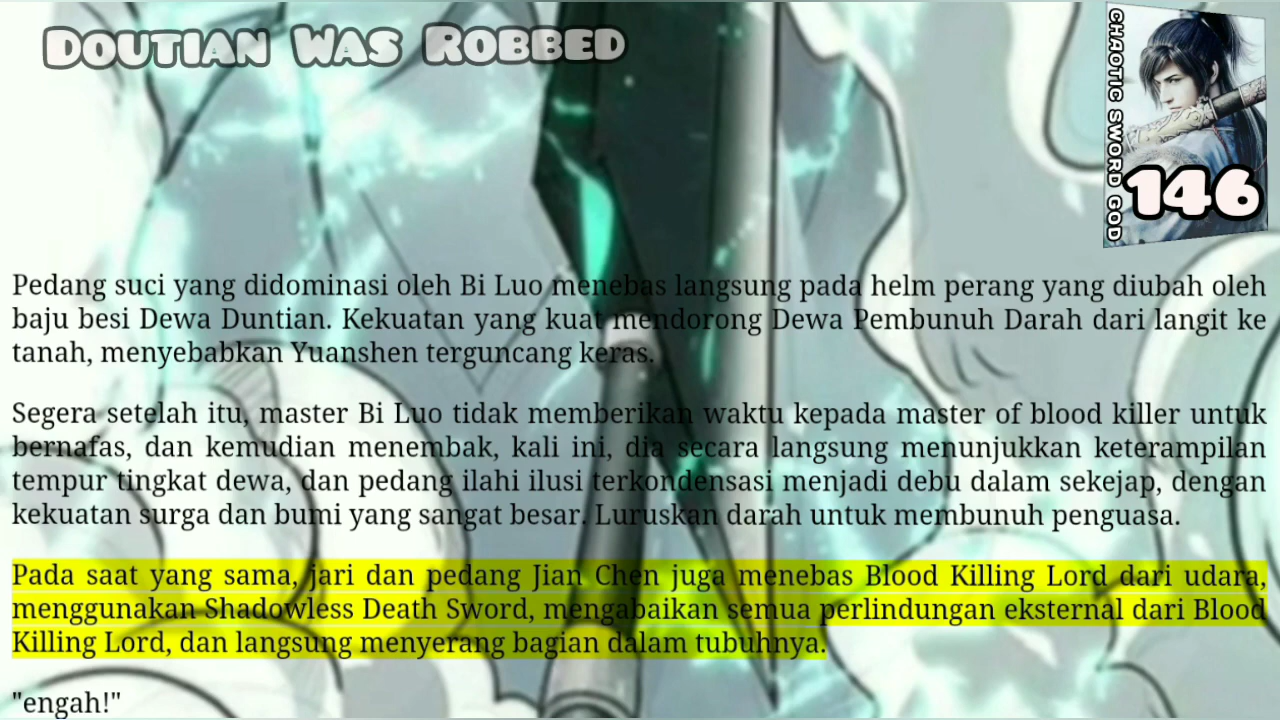 Doutian Was Robbed
CHAOTIC SWORD GOD
146
Pedang suci yang didominasi oleh Bi Luo menebas langsung pada helm perang yang diubah oleh
baju besi Dewa Duntian. Kekuatan yang kuat mendorong Dewa Pembunuh Darah dari langit ke
tanah, menyebabkan Yuanshen terguncang keras.
Segera setelah itu, master Bi Luo tidak memberikan waktu kepada master of blood killer untuk
bernafas, dan kemudian menembak, kali ini, dia secara langsung menunjukkan keterampilan
tempur tingkat dewa, dan pedang ilahi ilusi terkondensasi menjadi debu dalam sekejap, dengan
kekuatan surga dan bumi yang sangat besar. Luruskan darah untuk membunuh penguasa.
Pada saat yang sama, jari dan pedang Jian Chen juga menebas Blood Killing Lord dari udara,
menggunakan Shadowless Death Sword, mengabaikan semua perlindungan eksternal dari Blood
Killing Lord, dan langsung menyerang bagian dalam tubuhnya.
"engah!"